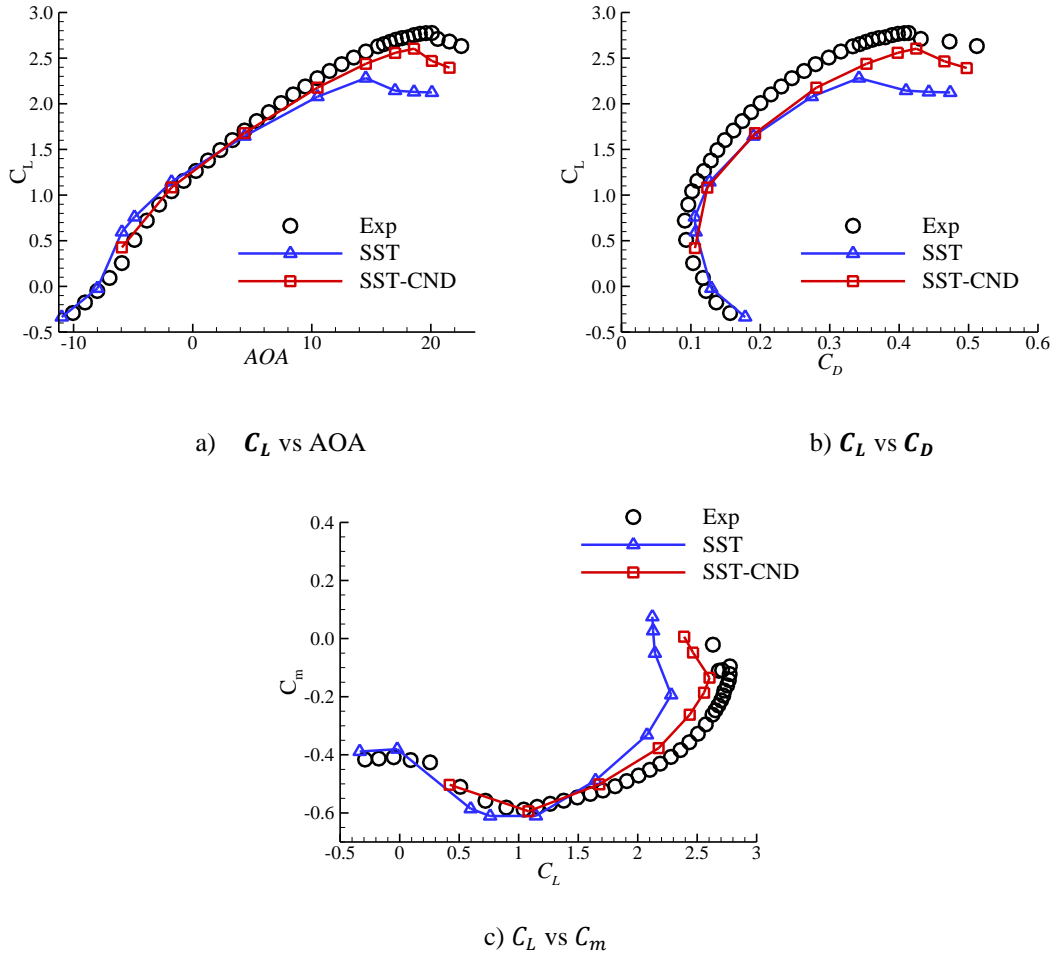 3.0
2.5
2.0
1.5
1.0
0.5
0.0
-0.5
C_L
-10 0 10 20
AOA
Exp
SST
SST-CND
a) C_L vs AOA
3.0
2.5
2.0
1.5
1.0
0.5
0.0
-0.5
C_L
0 0.1 0.2 0.3 0.4 0.5 0.6
C_D
Exp
SST
SST-CND
b) C_L vs C_D
Exp
SST
SST-CND
0.4
0.2
0.0
-0.2
-0.4
-0.6
C_m
-0.5 0 0.5 1 1.5 2 2.5 3
C_L
c) C_L vs C_m